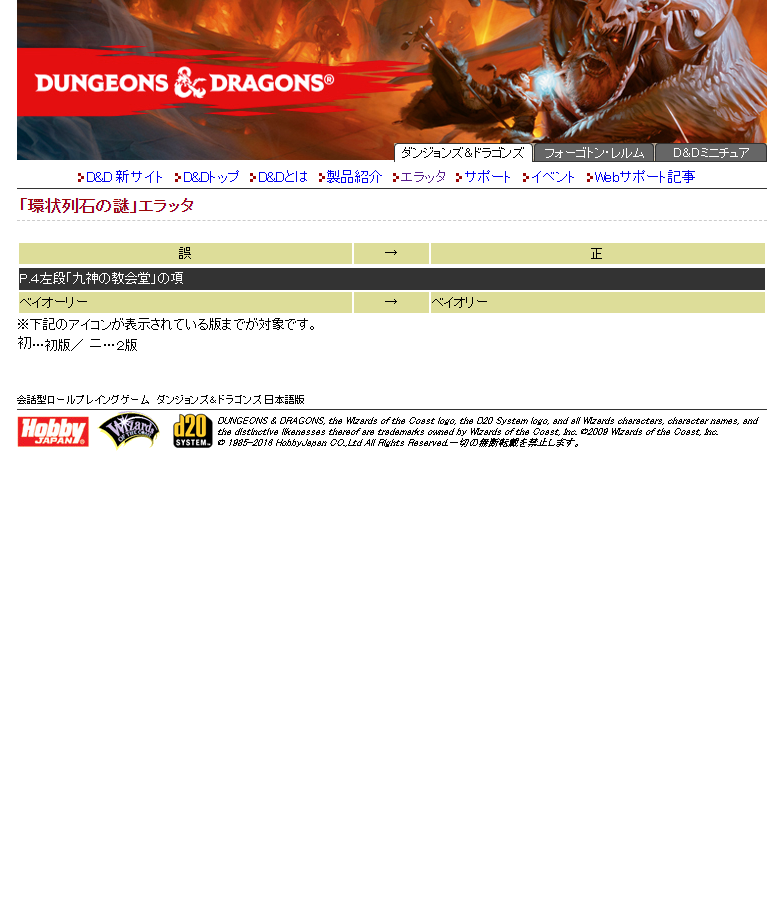 DUNGEONS & DRAGONS®
ダンジョンズ&ドラゴンズ フォーゴトン・レルム D&Dミニチュア
D&D 新サイト D&Dトップ D&Dとは 製品紹介 エラッタ サポート イベント Webサポート記事
「環状列石の謎」エラッタ
誤 → 正
P.4左段「九神の教会堂」の項
ベイオーリー → ベイオリー
※下記のアイコンが表示されている版までが対象です。
初…初版／ 二…2版
会話型ロールプレイングゲーム ダンジョンズ&ドラゴンズ日本語版
Hobby JAPAN Wizards OF THE COAST d20 SYSTEM
DUNGEONS & DRAGONS, the Wizards of the Coast logo, the D20 System logo, and all Wizards characters, character names, and
the distinctive likenesses thereof are trademarks owned by Wizards of the Coast, Inc. ©2009 Wizards of the Coast, Inc.
© 1985-2016 HobbyJapan CO.,Ltd All Rights Reserved.一切の無断転載を禁止します。